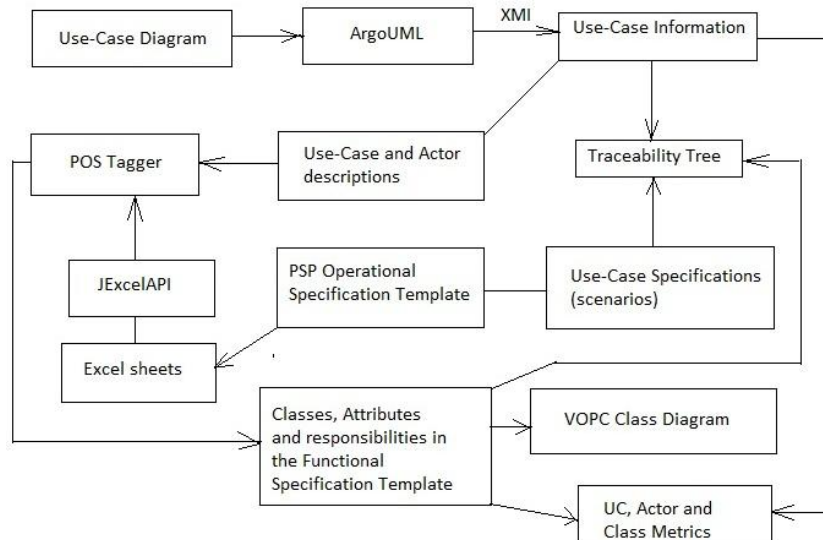 Use-Case Diagram
ArgoUML
XMI
Use-Case Information
POS Tagger
Use-Case and Actor
descriptions
Traceability Tree
JExcelAPI
PSP Operational
Specification Template
Use-Case Specifications
(scenarios)
Excel sheets
Classes, Attributes
and responsibilities in
the Functional
Specification Template
VOPC Class Diagram
UC, Actor and
Class Metrics